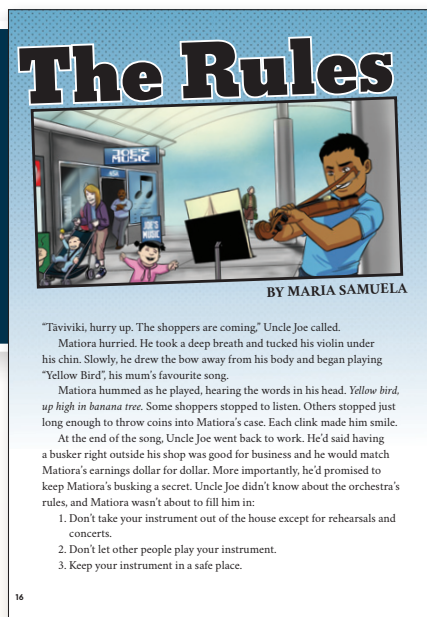 The Rules
JOE'S
MUSIC
JOE'S
MUSIC
BY MARIA SAMUELA
“Tāviviki, hurry up. The shoppers are coming,” Uncle Joe called.
Matiora hurried. He took a deep breath and tucked his violin under
his chin. Slowly, he drew the bow away from his body and began playing
“Yellow Bird”, his mum’s favourite song.
Matiora hummed as he played, hearing the words in his head. Yellow bird,
up high in banana tree. Some shoppers stopped to listen. Others stopped just
long enough to throw coins into Matiora’s case. Each clink made him smile.
At the end of the song, Uncle Joe went back to work. He’d said having
a busker right outside his shop was good for business and he would match
Matiora’s earnings dollar for dollar. More importantly, he’d promised to
keep Matiora’s busking a secret. Uncle Joe didn’t know about the orchestra’s
rules, and Matiora wasn’t about to fill him in:
1. Don’t take your instrument out of the house except for rehearsals and
concerts.
2. Don’t let other people play your instrument.
3. Keep your instrument in a safe place.
16